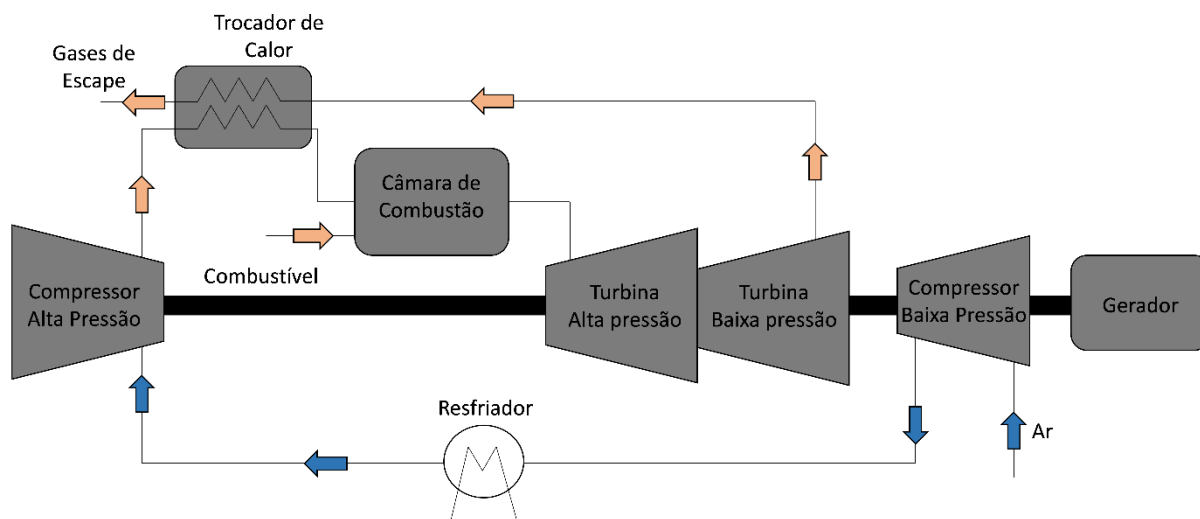 Trocador de
Calor
Gases de
Escape
Câmara de
Combustão
Combustível
Compressor
Alta Pressão
Turbina
Alta pressão
Turbina
Baixa pressão
Compressor
Baixa Pressão
Gerador
Resfriador
Ar